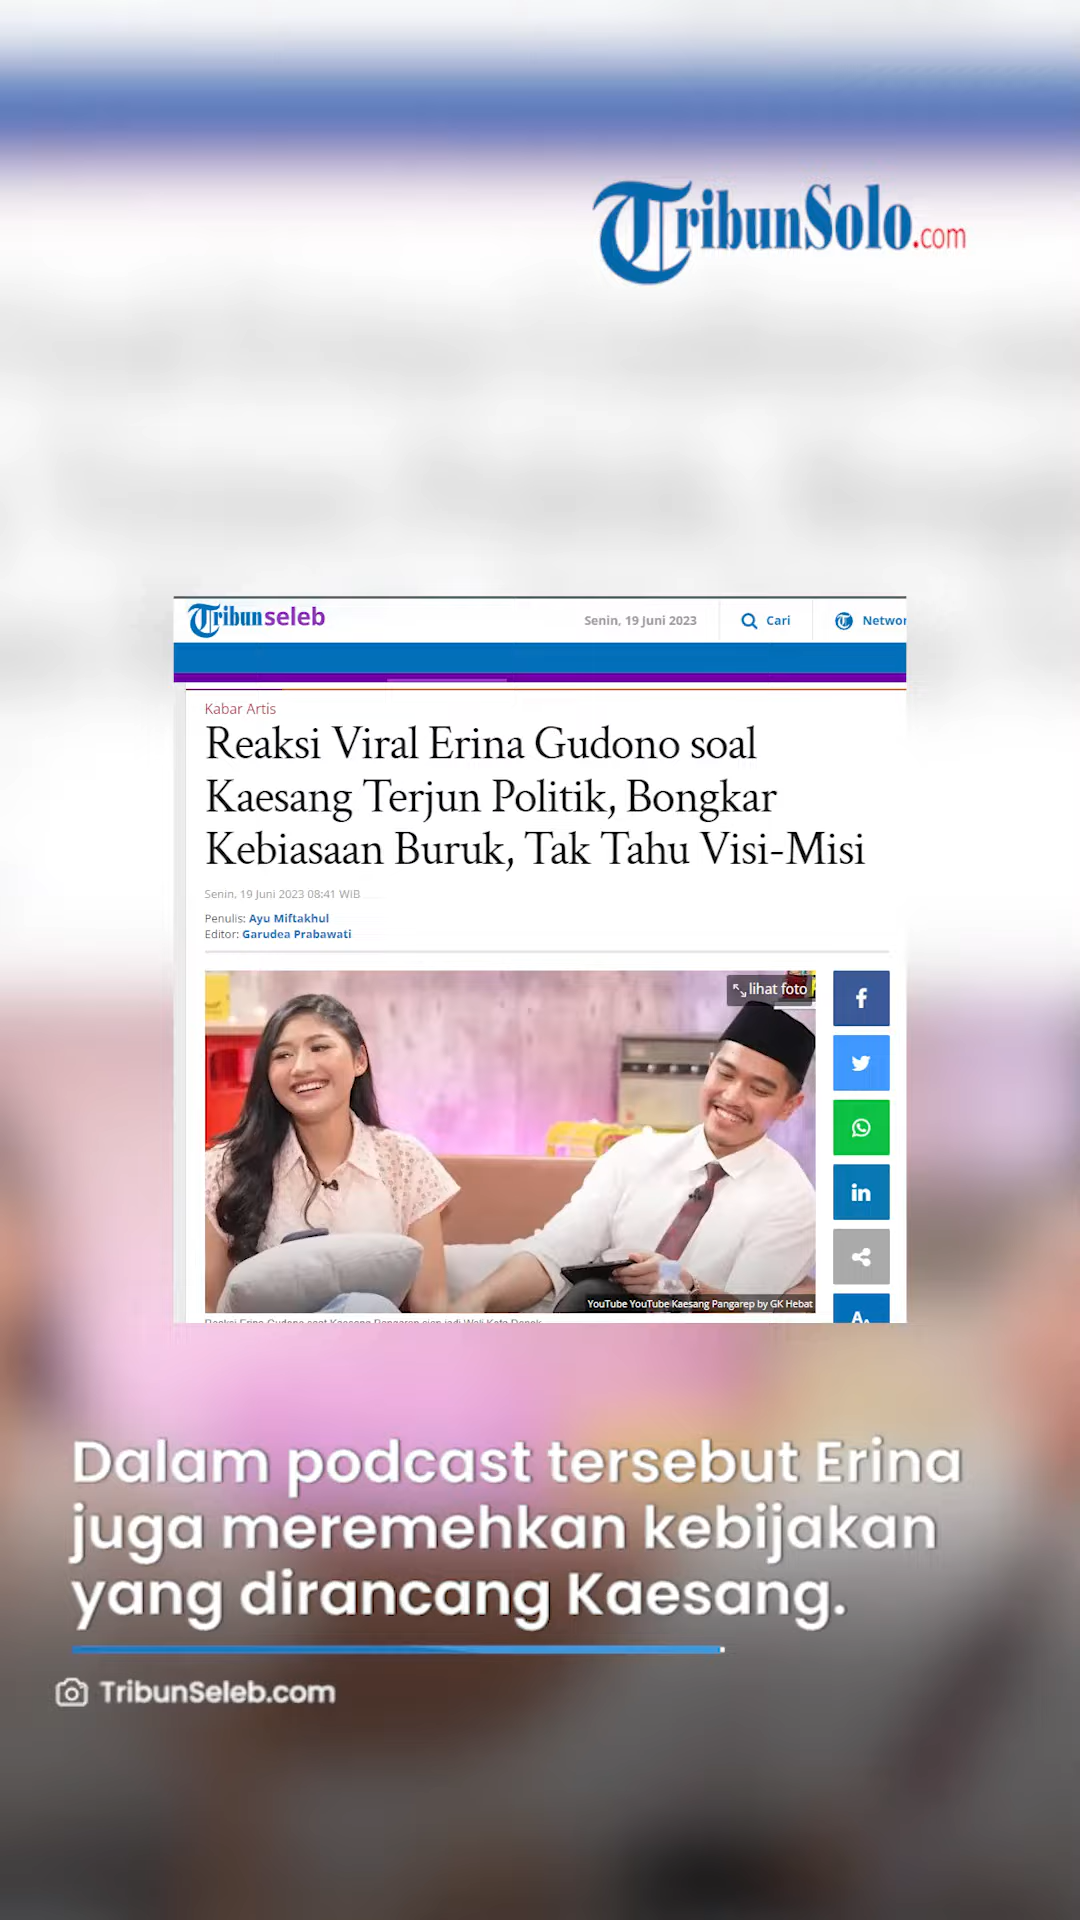 TribunSolo.com
Tribunseleb
Senin, 19 Juni 2023
Cari
Networ
Kabar Artis
Reaksi Viral Erina Gudono soal
Kaesang Terjun Politik, Bongkar
Kebiasaan Buruk, Tak Tahu Visi-Misi
Senin, 19 Juni 2023 08:41 WIB
Penulis: Ayu Miftakhul
Editor: Garudea Prabawati
lihat foto
YouTube YouTube Kaesang Pangarep by GK Hebat
Dalam podcast tersebut Erina
juga meremehkan kebijakan
yang dirancang Kaesang.
TribunSeleb.com